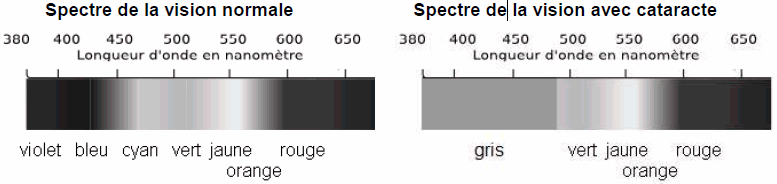 Spectre de la vision normale
380 400 450 500 550 600 650
Longueur d'onde en nanomètre
violet bleu cyan vert jaune rouge
orange
Spectre de la vision avec cataracte
380 400 450 500 550 600 650
Longueur d'onde en nanomètre
gris vert jaune rouge
orange